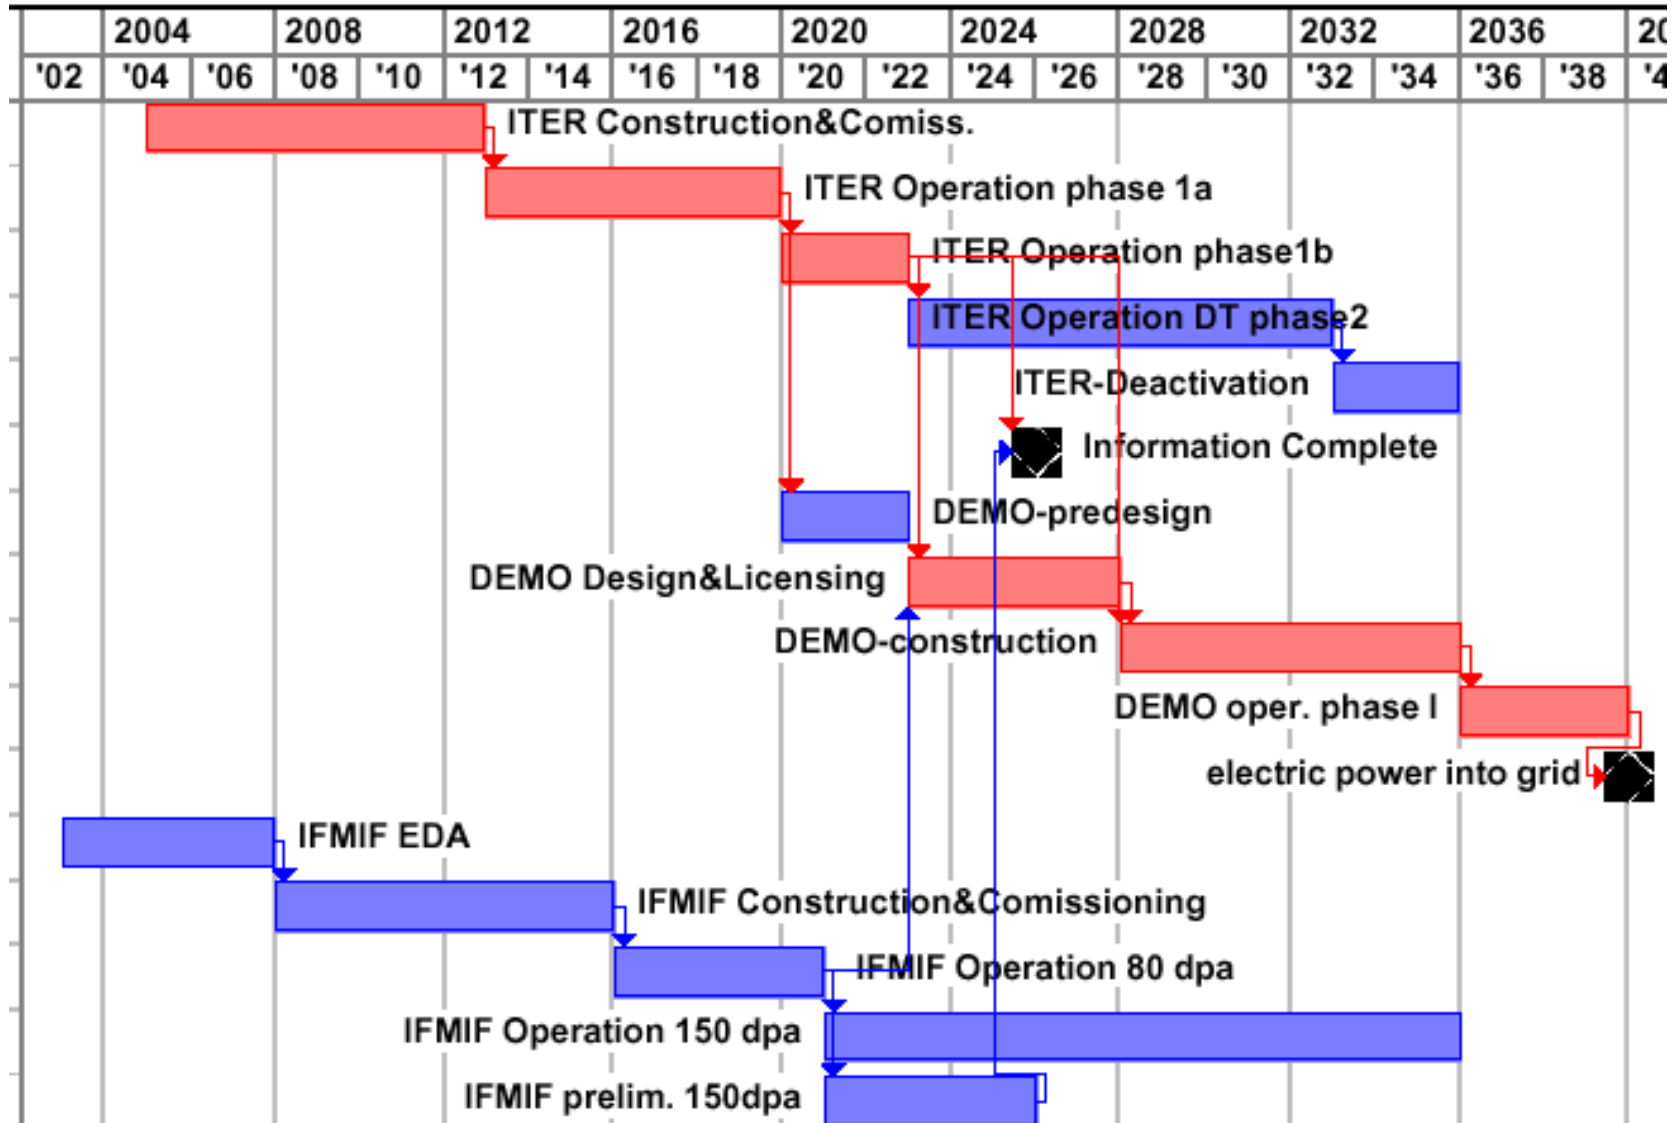 2004 2008 2012 2016 2020 2024 2028 2032 2036 20
'02 '04 '06 '08 '10 '12 '14 '16 '18 '20 '22 '24 '26 '28 '30 '32 '34 '36 '38 '4
ITER Construction&Comiss.
ITER Operation phase 1a
ITER Operation phase1b
ITER Operation DT phase2
ITER-Deactivation
Information Complete
DEMO-predesign
DEMO Design&Licensing
DEMO-construction
DEMO oper. phase I
electric power into grid
IFMIF EDA
IFMIF Construction&Comissioning
IFMIF Operation 80 dpa
IFMIF Operation 150 dpa
IFMIF prelim. 150dpa